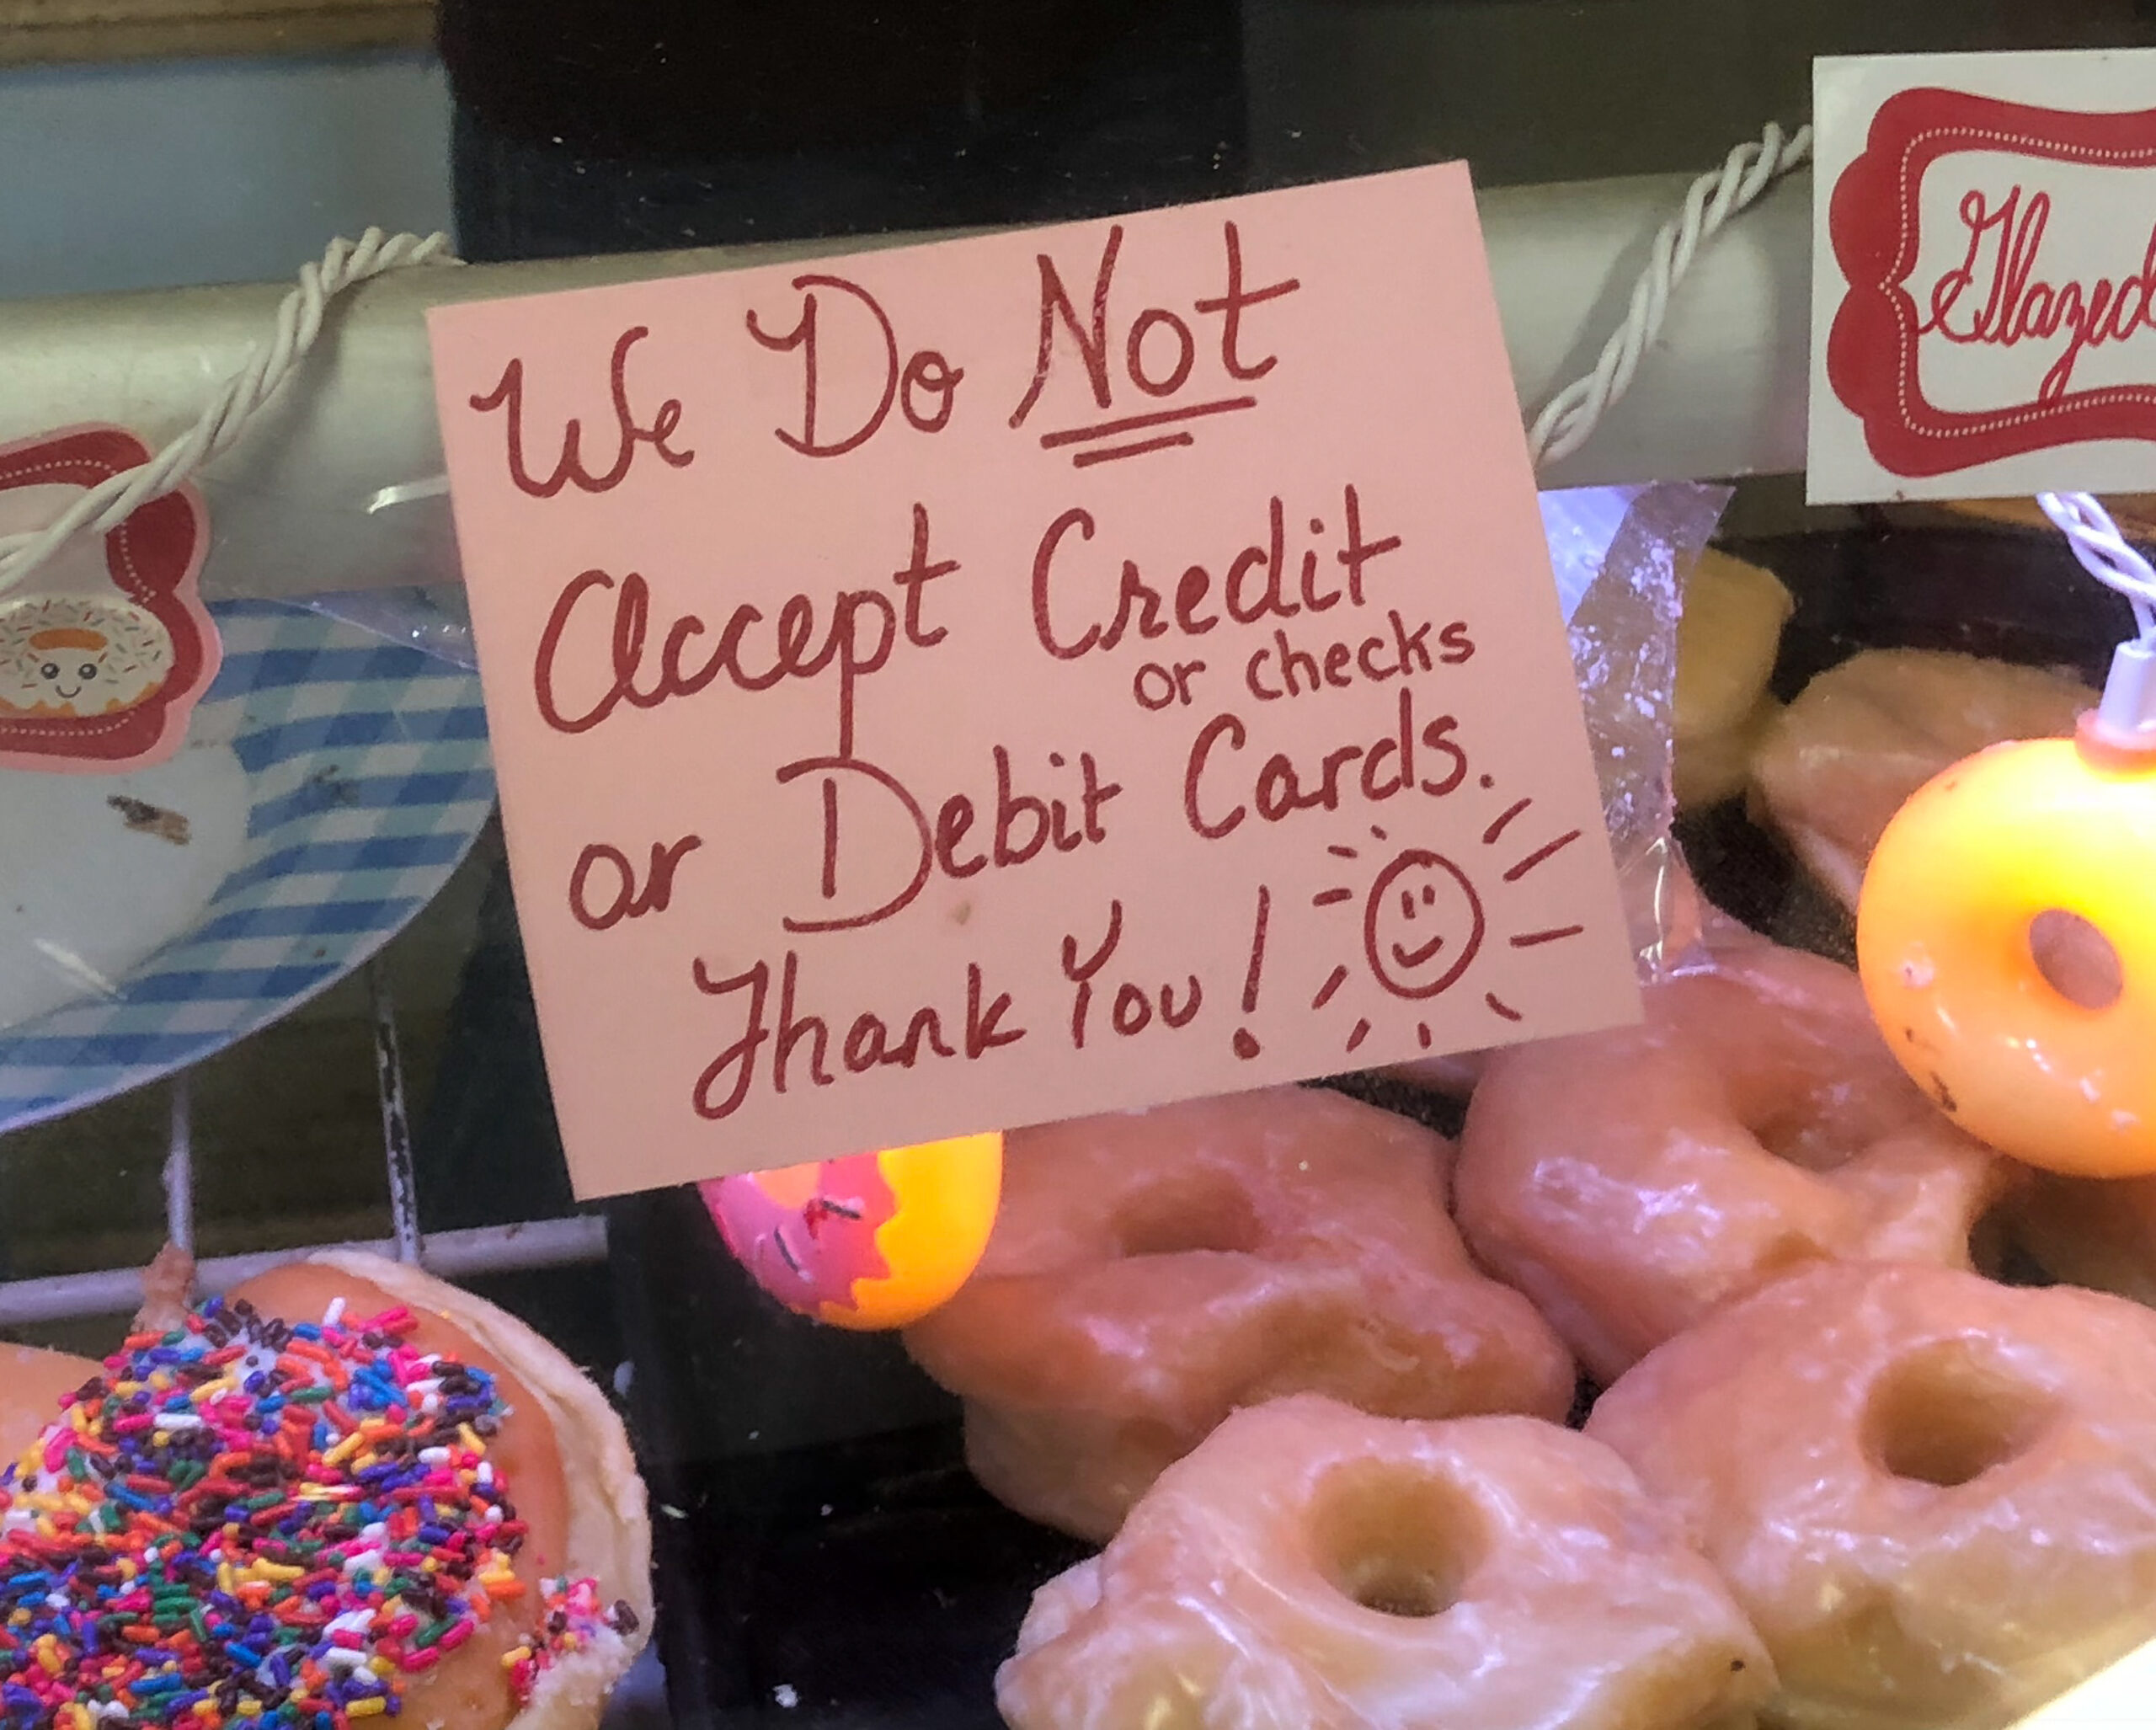 We Do Not
Accept Credit
or checks
or Debit Cards.
Thank You!
Glazed